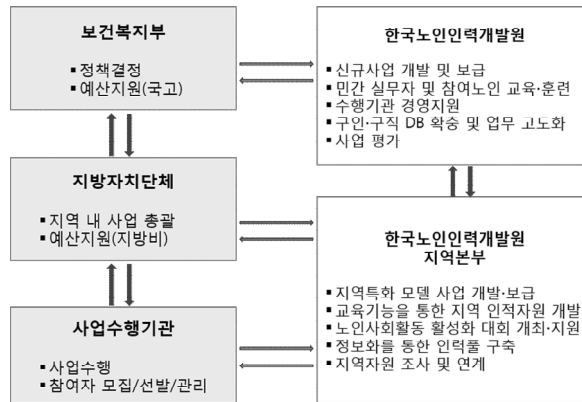 보건복지부
▪ 정책결정
▪ 예산지원(국고)
한국노인인력개발원
▪ 신규사업 개발 및 보급
▪ 민간 실무자 및 참여노인 교육·훈련
▪ 수행기관 경영지원
▪ 구인·구직 DB 확충 및 업무 고도화
▪ 사업 평가
지방자치단체
▪ 지역 내 사업 총괄
▪ 예산지원(지방비)
한국노인인력개발원
지역본부
▪ 지역특화 모델 사업 개발·보급
▪ 교육기능을 통한 지역 인적자원 개발
▪ 노인사회활동 활성화 대회 개최·지원
▪ 정보화를 통한 인력풀 구축
▪ 지역자원 조사 및 연계
사업수행기관
▪ 사업수행
▪ 참여자 모집/선발/관리